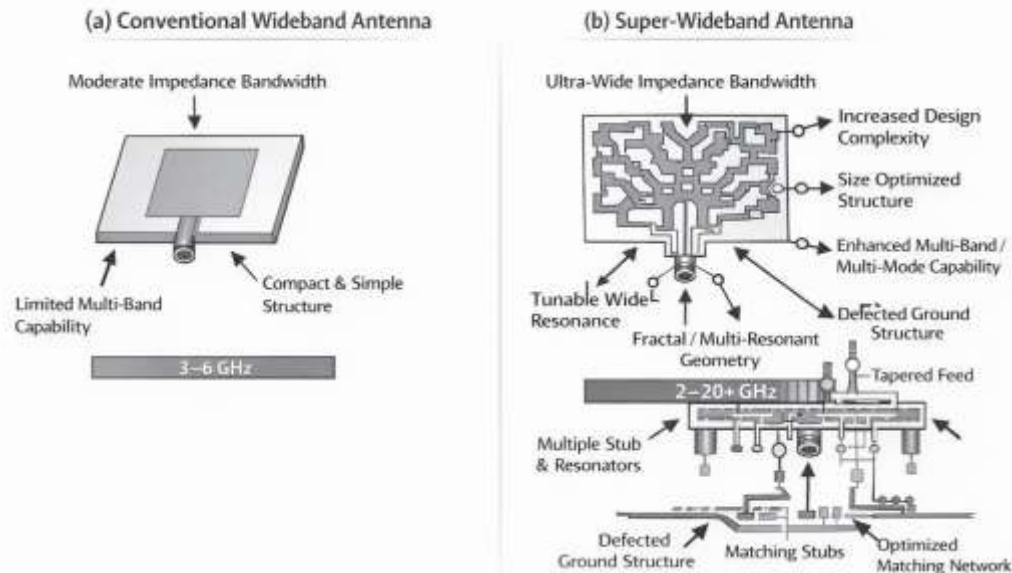 (a) Conventional Wideband Antenna
Moderate Impedance Bandwidth
Limited Multi-Band
Capability
Compact & Simple
Structure
3–6 GHz
(b) Super-Wideband Antenna
Ultra-Wide Impedance Bandwidth
Increased Design
Complexity
Size Optimized
Structure
Enhanced Multi-Band /
Multi-Mode Capability
Tunable Wide
Resonance
Fractal / Multi-Resonant
Geometry
Defected Ground
Structure
Tapered Feed
2–20+ GHz
Multiple Stub
& Resonators
Defected
Ground Structure
Matching Stubs
Optimized
Matching Network